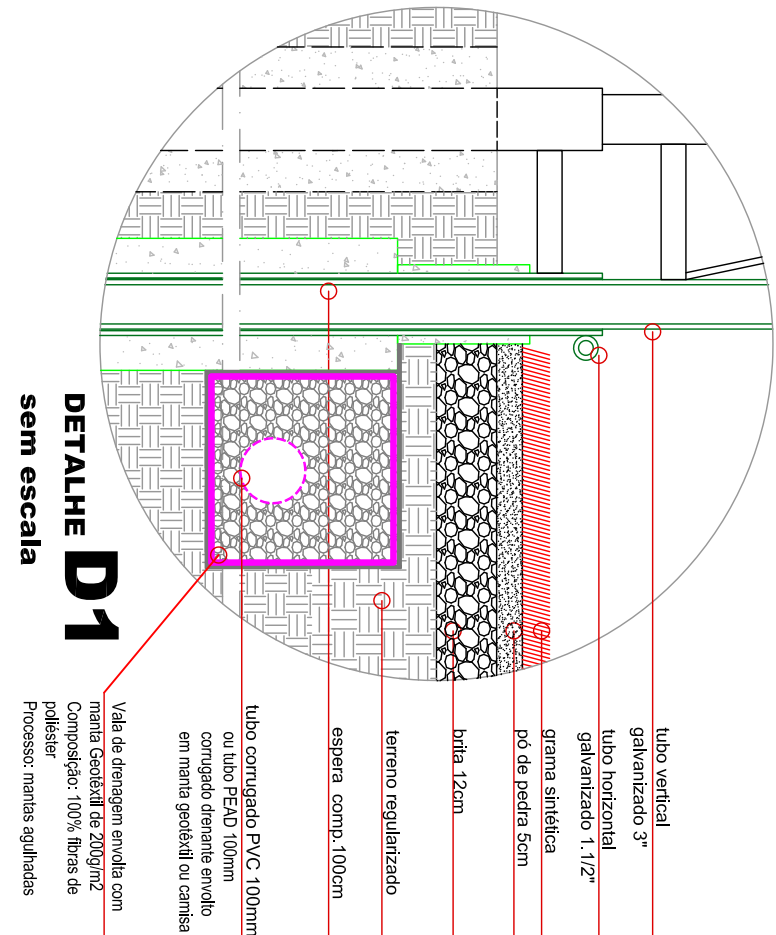 tubo vertical
galvanizado 3"
tubo horizontal
galvanizado 1.1/2"
grama sintética
pó de pedra 5cm
brita 12cm
terreno regularizado
espera comp.100cm
tubo corrugado PVC 100mm
ou tubo PEAD 100mm
corrugado drenante envolto
em manta geotêxtil ou camisa
Vala de drenagem envolta com
manta Geotêxtil de 200g/m2
Composição: 100% fibras de
poliéster
Processo: mantas agulhadas
DETALHE D1
sem escala